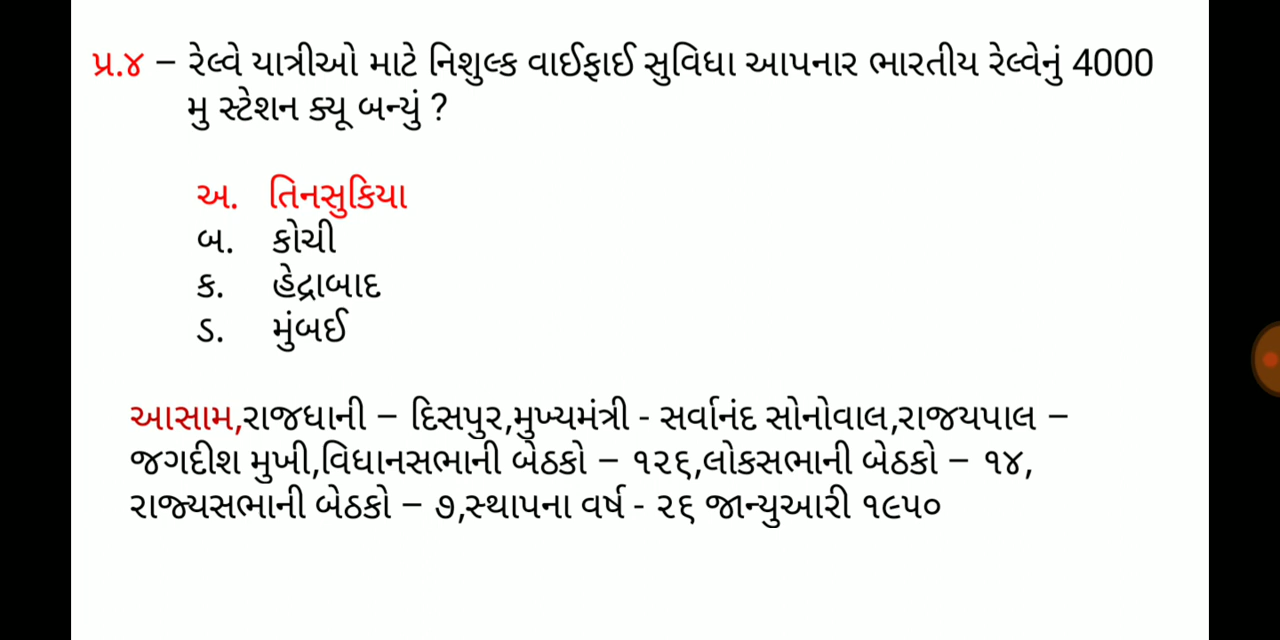 પ્ર.૪ – રેલ્વે યાત્રીઓ માટે નિશુલ્ક વાઈફાઈ સુવિધા આપનાર ભારતીય રેલ્વેનું 4000
મુ સ્ટેશન ક્યૂ બન્યું ?
અ. તિનસુકિયા
બ. કોચી
ક. હેદ્રાબાદ
ડ. મુંબઈ
આસામ,રાજધાની – દિસપુર,મુખ્યમંત્રી - સર્વાનંદ સોનોવાલ,રાજયપાલ –
જગદીશ મુખી,વિધાનસભાની બેઠકો – ૧૨૬,લોકસભાની બેઠકો – ૧૪,
રાજ્યસભાની બેઠકો – ૭,સ્થાપના વર્ષ - ૨૬ જાન્યુઆરી ૧૯૫૦